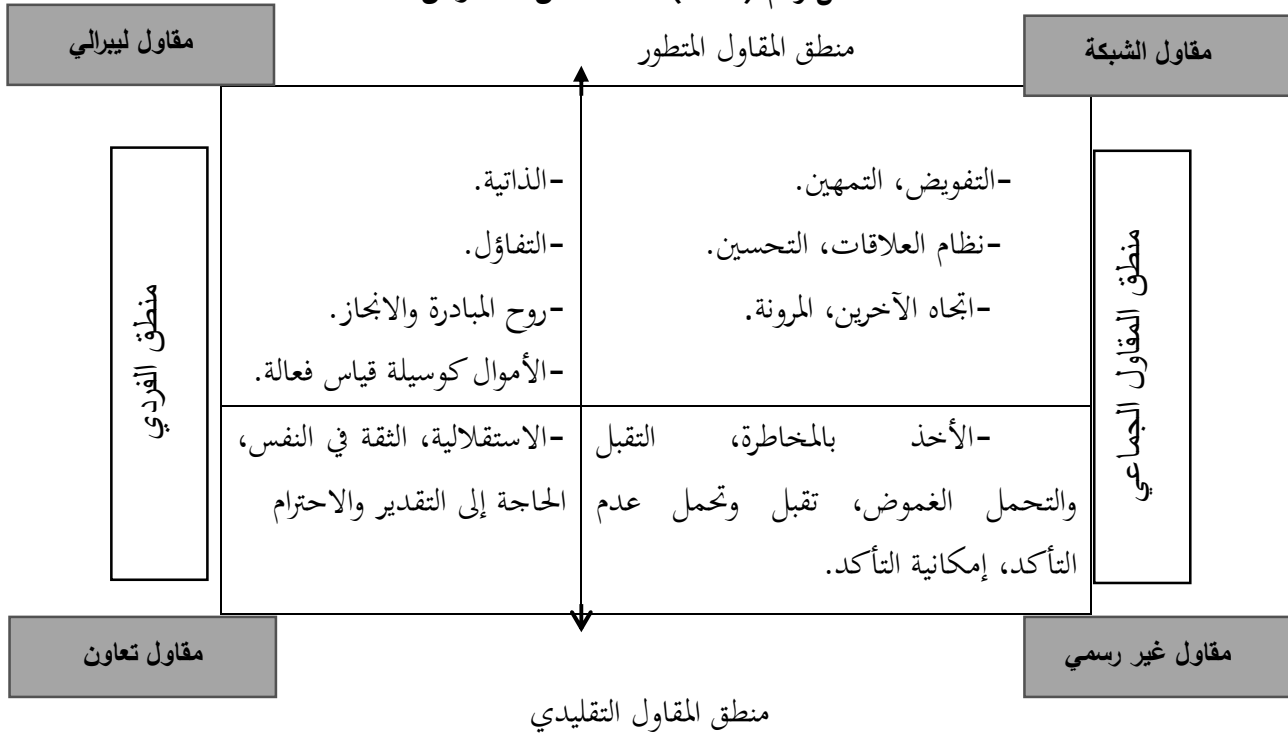 منطق المقاول المتطور
مقاول الشبكة
مقاول ليبرالي
-التفويض، التمهين.
-نظام العلاقات، التحسين.
-اتجاه الآخرين، المرونة.
-الذاتية.
-التفاؤل.
-روح المبادرة والانجاز.
-الأموال كوسيلة قياس فعالة.
منطق المقاول الجماعي
منطق الفردي
-الأخذ بالمخاطرة، التقبل
والتحمل الغموض، تقبل وتحمل عدم
التأكد، إمكانية التأكد.
-الاستقلالية، الثقة في النفس،
الحاجة إلى التقدير والاحترام
مقاول غير رسمي
مقاول تعاون
منطق المقاول التقليدي